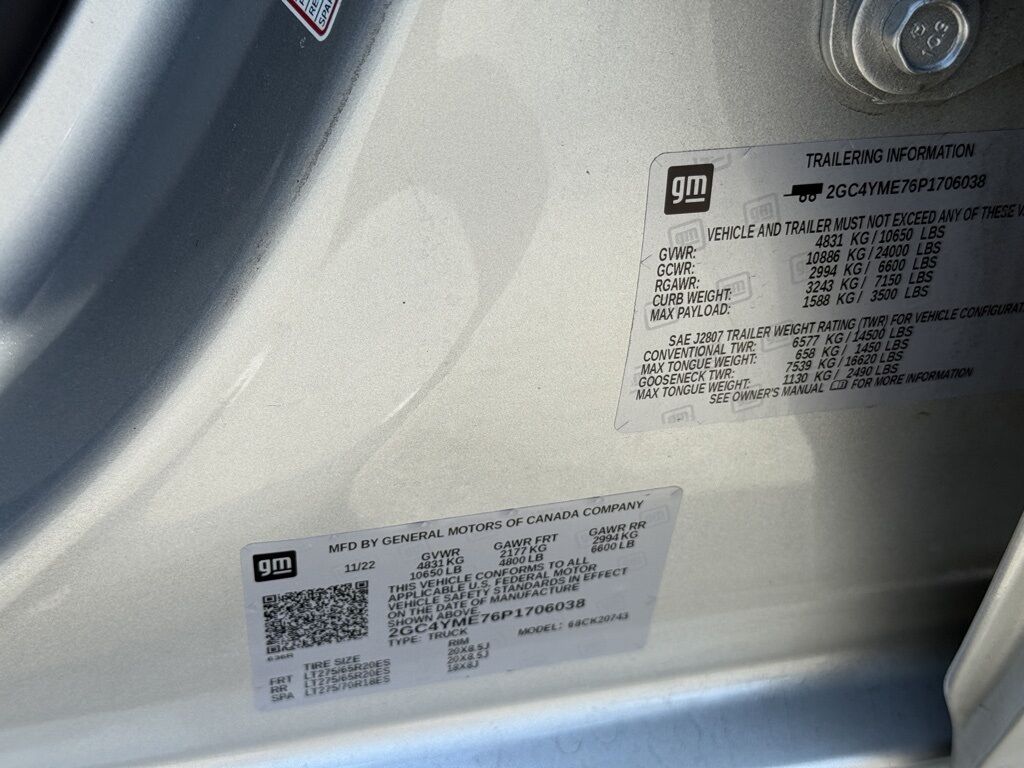 RE
SPA
103
gm
TRAILERING INFORMATION
2GC4YME76P1706038
VEHICLE AND TRAILER MUST NOT EXCEED ANY OF THESE V
GVWR: 4831 KG / 10650 LBS
GCWR: 10886 KG / 24000 LBS
RGAWR: 2994 KG / 6600 LBS
CURB WEIGHT: 3243 KG / 7150 LBS
MAX PAYLOAD: 1588 KG / 3500 LBS
SAE J2807 TRAILER WEIGHT RATING (TWR) FOR VEHICLE CONFIGURAT
CONVENTIONAL TWR: 6577 KG / 14500 LBS
MAX TONGUE WEIGHT: 658 KG / 1450 LBS
GOOSENECK TWR: 7539 KG / 16620 LBS
MAX TONGUE WEIGHT: 1130 KG / 2490 LBS
SEE OWNER'S MANUAL FOR MORE INFORMATION
gm
MFD BY GENERAL MOTORS OF CANADA COMPANY
11/22 GVWR GAWR FRT GAWR RR
4831 KG 2177 KG 2994 KG
10650 LB 4800 LB 6600 LB
THIS VEHICLE CONFORMS TO ALL
APPLICABLE U.S. FEDERAL MOTOR
VEHICLE SAFETY STANDARDS IN EFFECT
ON THE DATE OF MANUFACTURE
SHOWN ABOVE.
2GC4YME76P1706038
TYPE: TRUCK MODEL: 68CK20743
636R
TIRE SIZE RIM
FRT LT275/65R20ES 20X8.5J
RR LT275/65R20ES 20X8.5J
SPA LT275/70R18ES 18X8J